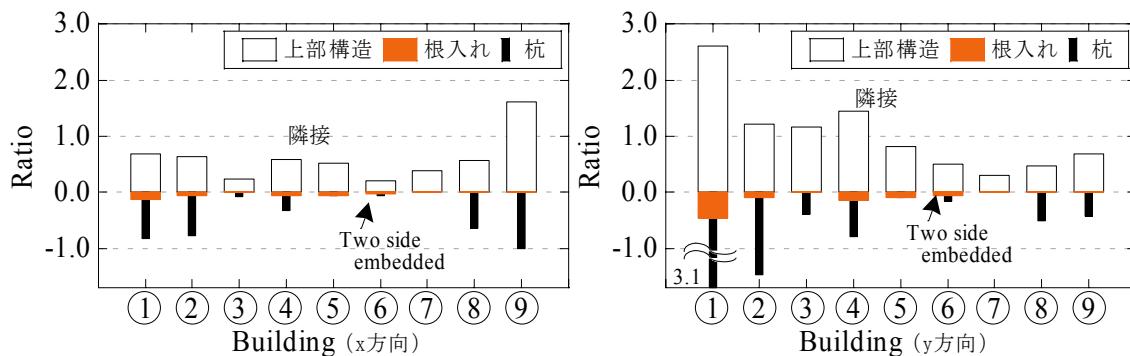 3.0
上部構造 根入れ 杭
2.0
隣接
1.0
Ratio
0.0
-1.0
Two side
embedded
① ② ③ ④ ⑤ ⑥ ⑦ ⑧ ⑨
Building (x方向)
3.0
上部構造 根入れ 杭
2.0
隣接
1.0
Ratio
0.0
-1.0
Two side
embedded
3.1
① ② ③ ④ ⑤ ⑥ ⑦ ⑧ ⑨
Building (y方向)